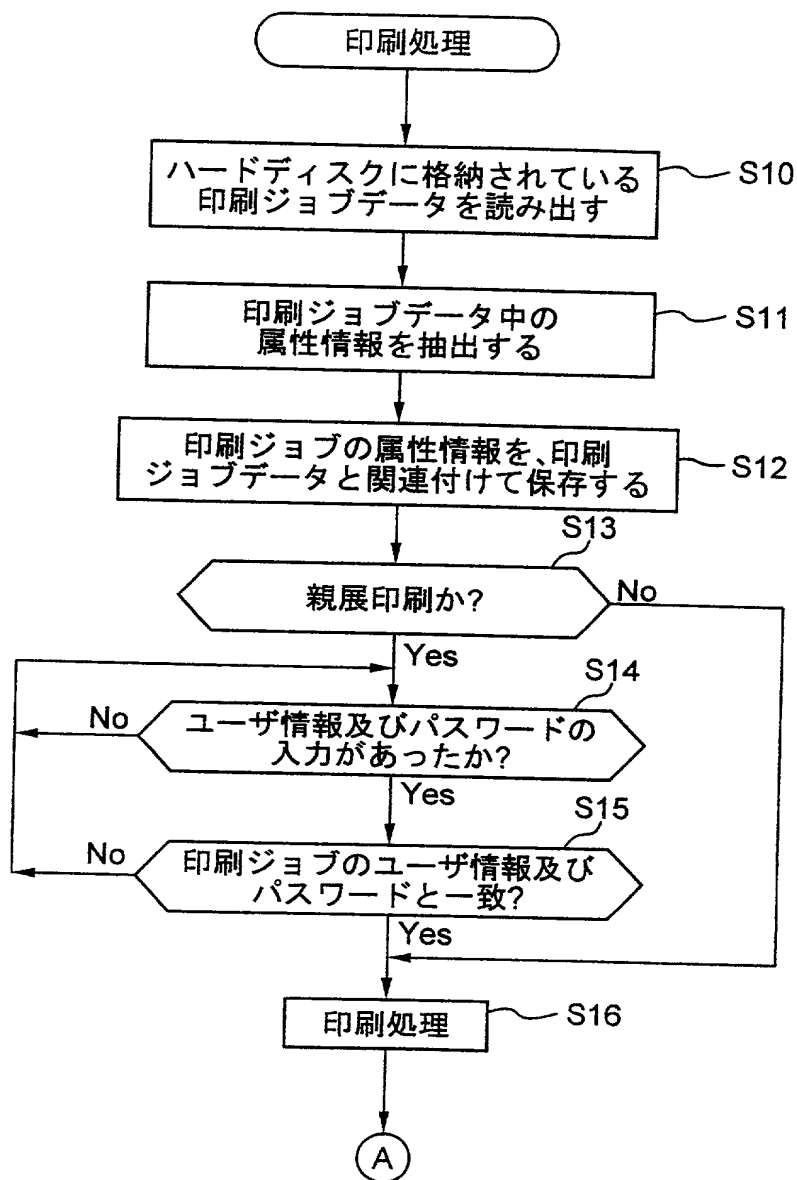 印刷処理
ハードディスクに格納されている
印刷ジョブデータを読み出す
S10
印刷ジョブデータ中の
属性情報を抽出する
S11
印刷ジョブの属性情報を、印刷
ジョブデータと関連付けて保存する
S12
S13
親展印刷か?
No
Yes
S14
No
ユーザ情報及びパスワードの
入力があったか?
Yes
S15
No
印刷ジョブのユーザ情報及び
パスワードと一致?
Yes
印刷処理
S16
A